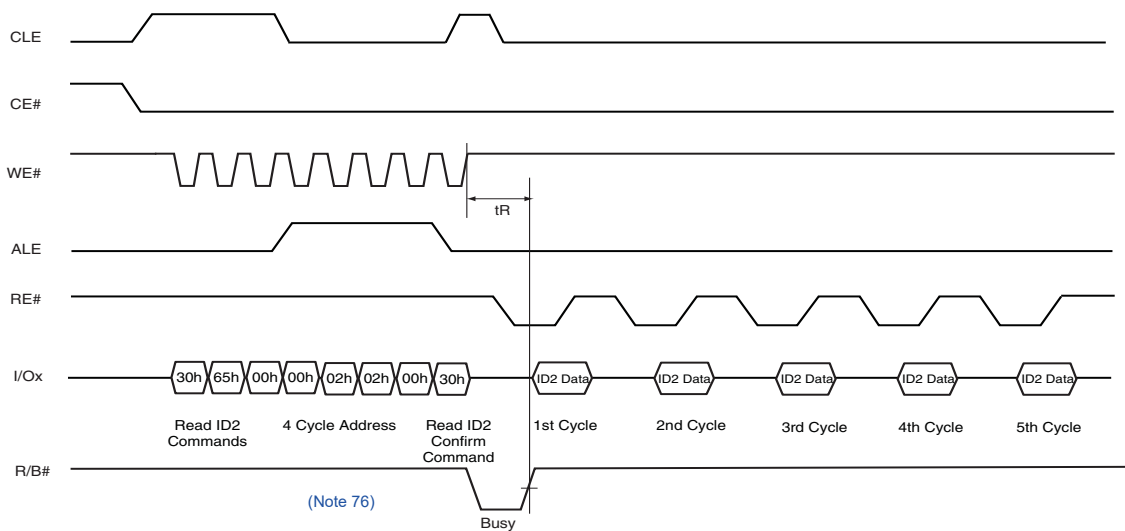 CLE
CE#
WE#
tR
ALE
RE#
I/Ox
30h 65h 00h 00h 02h 02h 00h 30h ID2 Data ID2 Data ID2 Data ID2 Data ID2 Data
Read ID2
Commands
4 Cycle Address
Read ID2
Confirm
Command
1st Cycle
2nd Cycle
3rd Cycle
4th Cycle
5th Cycle
R/B#
(Note 76)
Busy